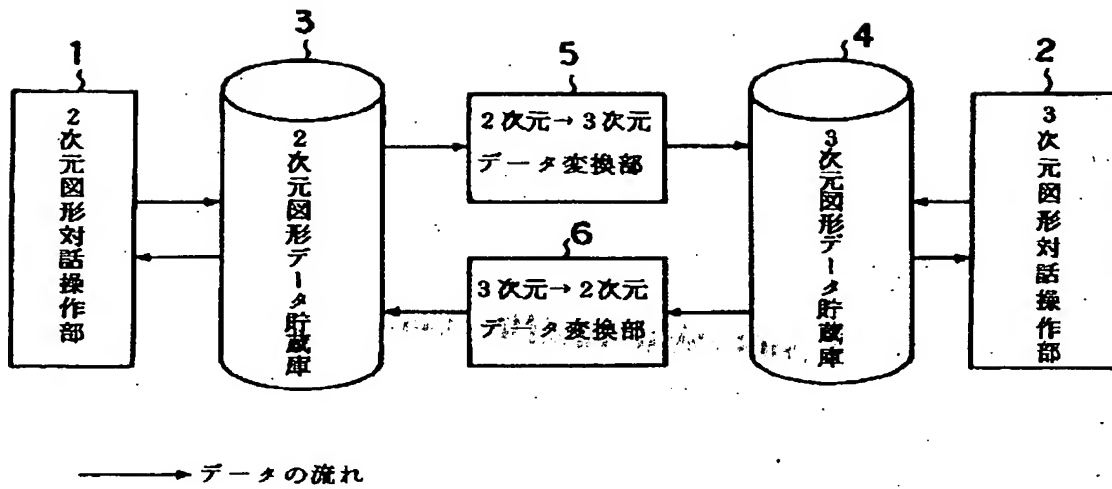 1
2次元図形対話操作部
3
2次元図形データ貯蔵庫
5
2次元→3次元
データ変換部
6
3次元→2次元
データ変換部
4
3次元図形データ貯蔵庫
2
3次元図形対話操作部
データの流れ